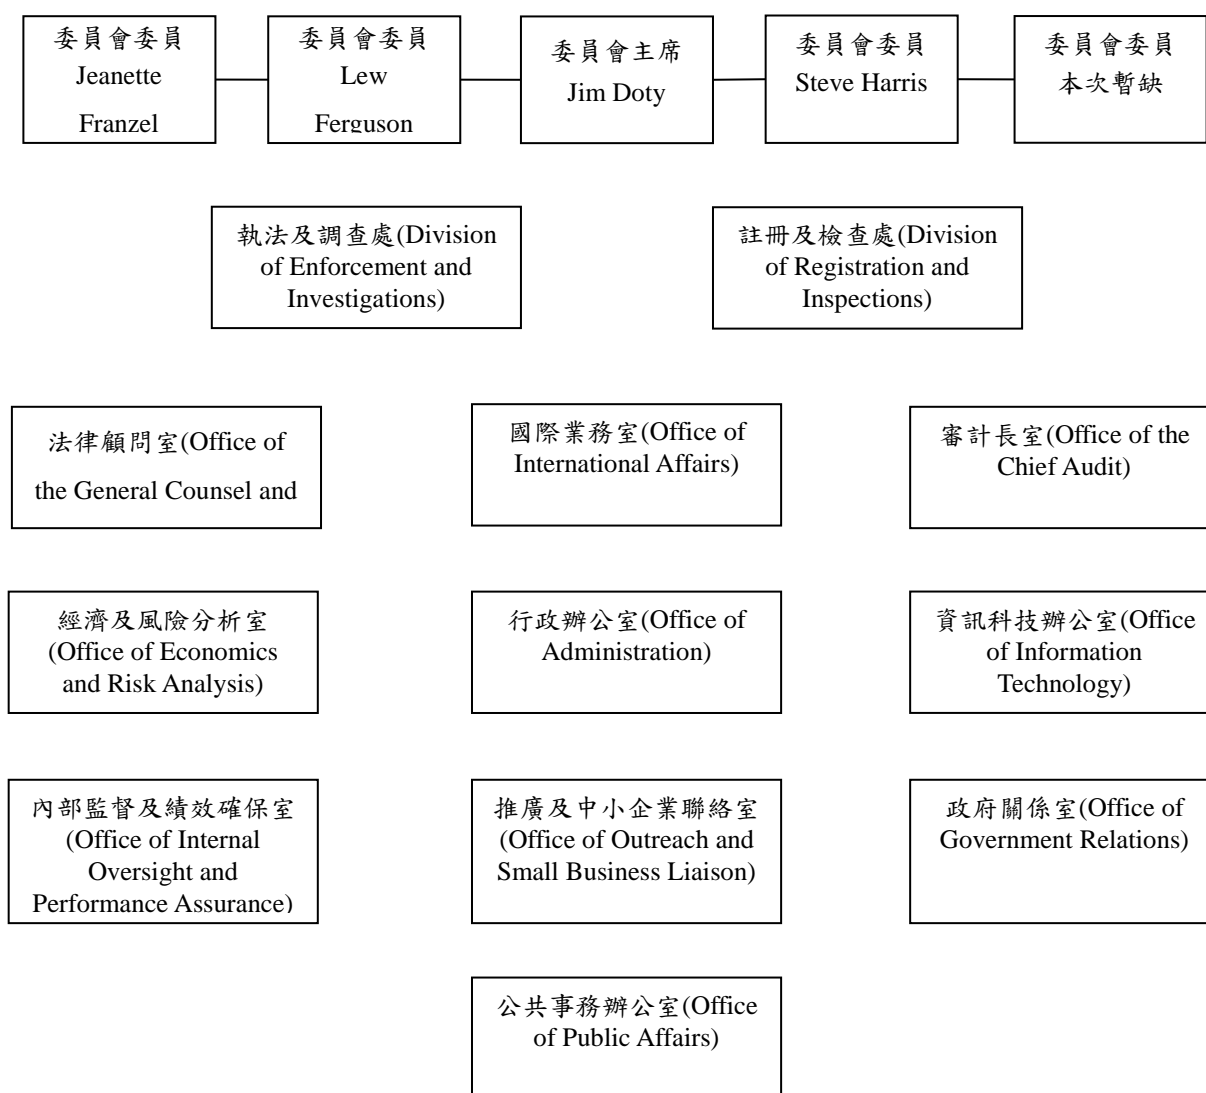 委員會委員
Jeanette
Franzel
委員會委員
Lew
Ferguson
委員會主席
Jim Doty
委員會委員
Steve Harris
委員會委員
本次暫缺
執法及調查處(Division
of Enforcement and
Investigations)
註冊及檢查處(Division
of Registration and
Inspections)
法律顧問室(Office of
the General Counsel and
國際業務室(Office of
International Affairs)
審計長室(Office of the
Chief Audit)
經濟及風險分析室
(Office of Economics
and Risk Analysis)
行政辦公室(Office of
Administration)
資訊科技辦公室(Office
of Information
Technology)
內部監督及績效確保室
(Office of Internal
Oversight and
Performance Assurance)
推廣及中小企業聯絡室
(Office of Outreach and
Small Business Liaison)
政府關係室(Office of
Government Relations)
公共事務辦公室(Office
of Public Affairs)